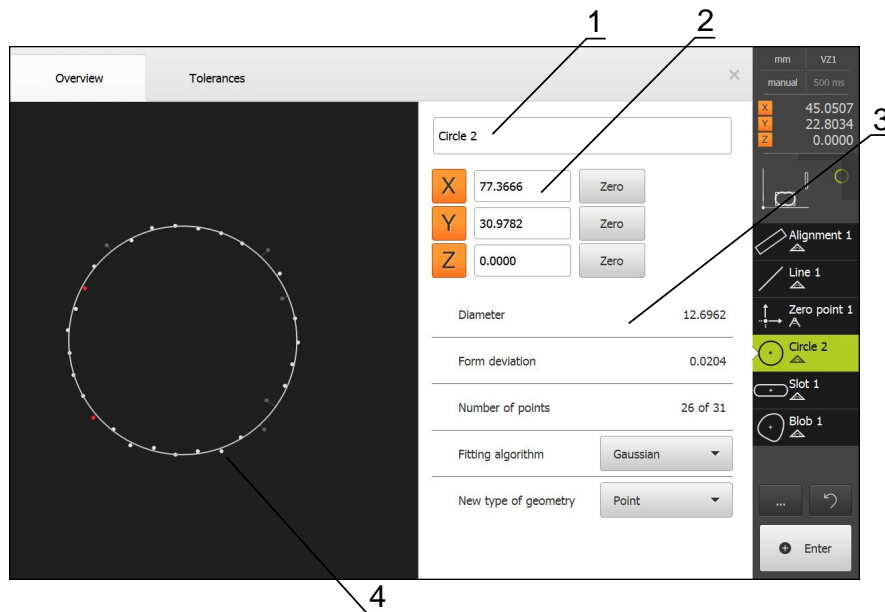 1
2
3
4
Overview
Tolerances
×
Circle 2
X 77.3666 Zero
Y 30.9782 Zero
Z 0.0000 Zero
Diameter 12.6962
Form deviation 0.0204
Number of points 26 of 31
Fitting algorithm Gaussian
New type of geometry Point
mm VZ1
manual 500 ms
X 45.0507
Y 22.8034
Z 0.0000
Alignment 1
Line 1
Zero point 1
Circle 2
Slot 1
Blob 1
...
Enter